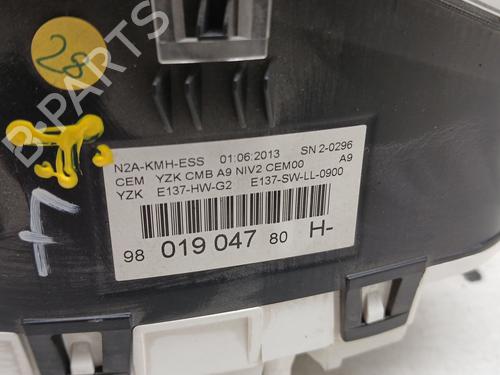 28
B-PARTS
N2A-KMH-ESS 01:06:2013 SN 2-0296
CEM YZK CMB A9 NIV2 CEM00 A9
YZK E137-HW-G2 E137-SW-LL-0900
98 019 047 80 H-